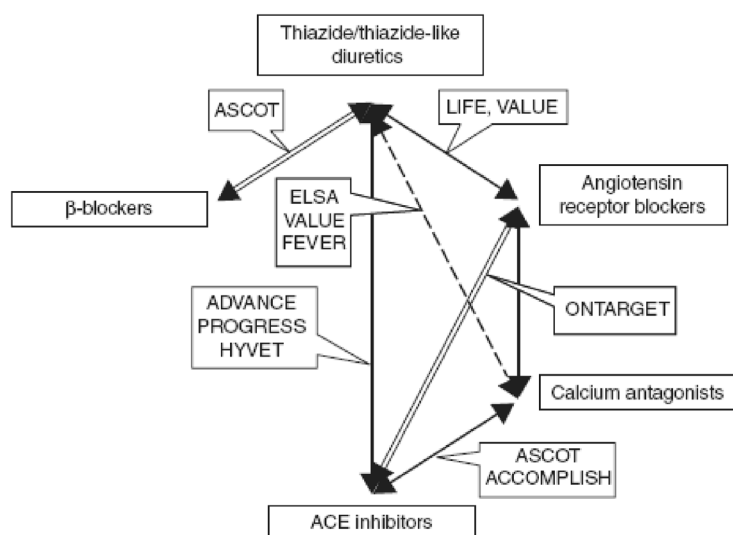 Thiazide/thiazide-like
diuretics
ASCOT
LIFE, VALUE
β-blockers
ELSA
VALUE
FEVER
Angiotensin
receptor blockers
ADVANCE
PROGRESS
HYVET
ONTARGET
Calcium antagonists
ASCOT
ACCOMPLISH
ACE inhibitors